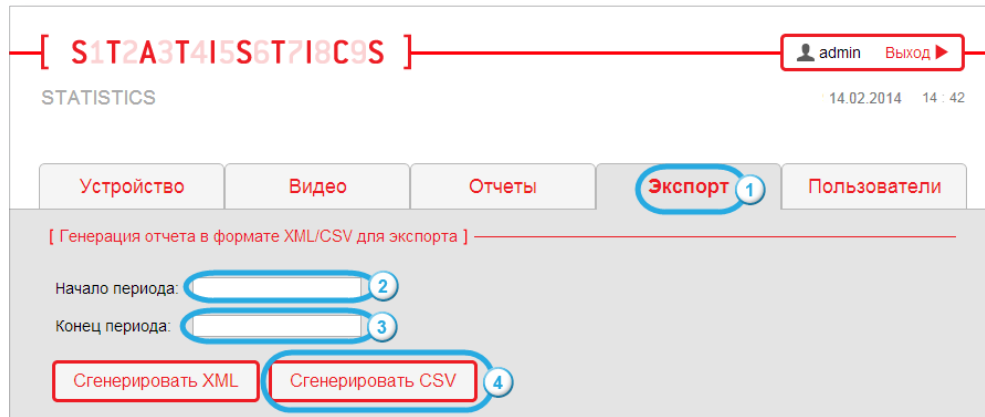 [ S1T2A3T4I5S6T7I8C9S ]
admin Выход
STATISTICS
14.02.2014 14 : 42
Устройство Видео Отчеты Экспорт 1 Пользователи
[ Генерация отчета в формате XML/CSV для экспорта ]
Начало периода: 2
Конец периода: 3
Сгенерировать XML Сгенерировать CSV 4